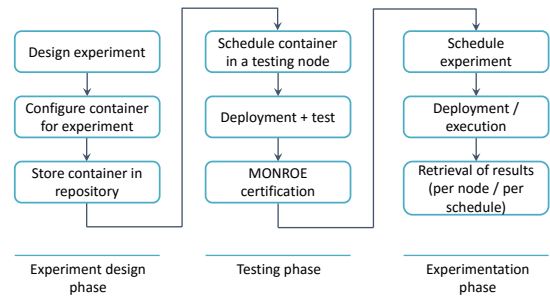 Design experiment
Configure container
for experiment
Store container in
repository
Experiment design
phase
Schedule container
in a testing node
Deployment + test
MONROE
certification
Testing phase
Schedule
experiment
Deployment /
execution
Retrieval of results
(per node / per
schedule)
Experimentation
phase